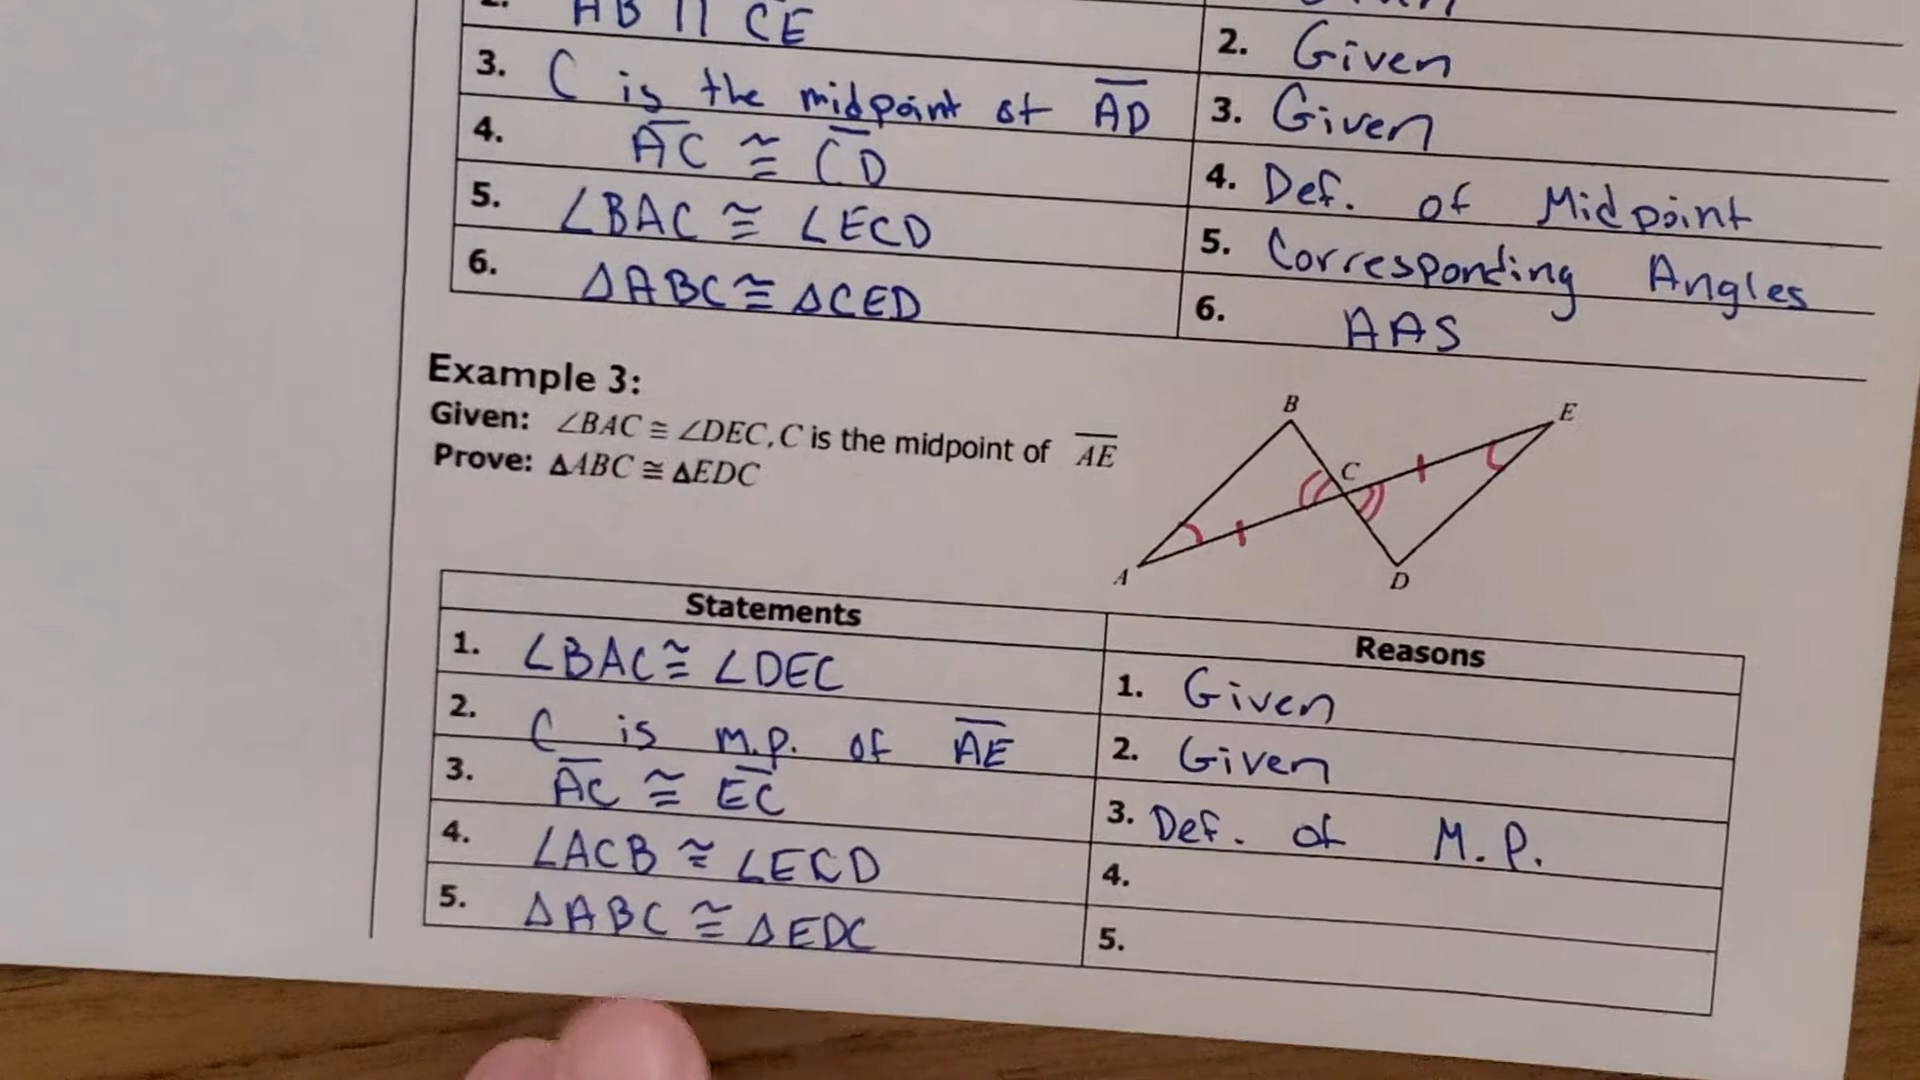 AB || CE
2. Given
3. C is the midpoint of AD
3. Given
4. AC ≅ CD
4. Def. of Midpoint
5. ∠BAC ≅ ∠ECD
5. Corresponding Angles
6. ΔABC ≅ ΔCED
6. AAS
Example 3:
Given: ∠BAC ≅ ∠DEC, C is the midpoint of AE
Prove: ΔABC ≅ ΔEDC
B
E
C
A
D
Statements
Reasons
1. ∠BAC ≅ ∠DEC
1. Given
2. C is m.p. of AE
2. Given
3. AC ≅ EC
3. Def. of M.P.
4. ∠ACB ≅ ∠ECD
4.
5. ΔABC ≅ ΔEDC
5.